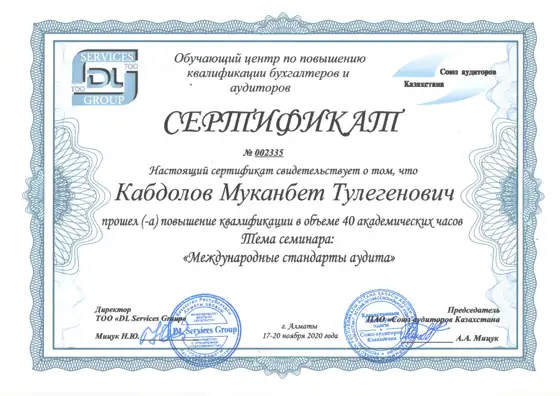 SERVICES
ТОО DL ТОО
GROUP
Обучающий центр по повышению
квалификации бухгалтеров и
аудиторов
Союз аудиторов
Казахстана
СЕРТИФИКАТ
№ 002335
Настоящий сертификат свидетельствует о том, что
Кабдолов Муканбет Тулегенович
прошел (-а) повышение квалификации в объеме 40 академических часов
Тема семинара:
«Международные стандарты аудита»
Директор
ТОО «DL Services Group»
Мицук Н.Ю.
DL Services Group
г. Алматы
17-20 ноября 2020 года
Председатель
ПАО «Союз аудиторов Казахстана
А.А. Мицук